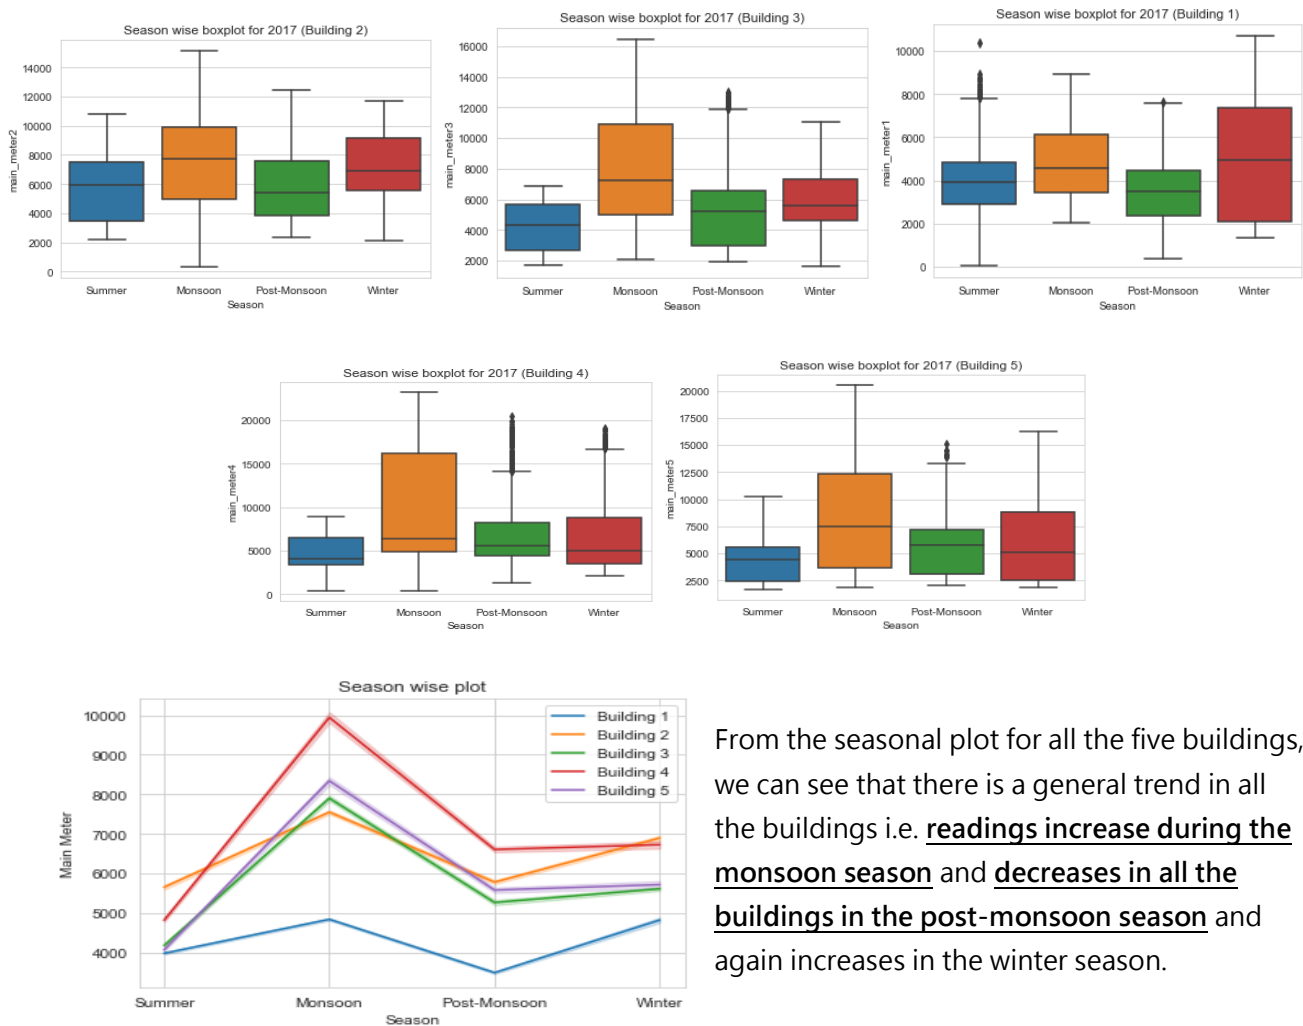 Season wise boxplot for 2017 (Building 2)
main_meter2
14000
12000
10000
8000
6000
4000
2000
0
Summer Monsoon Post-Monsoon Winter
Season
Season wise boxplot for 2017 (Building 3)
main_meter3
16000
14000
12000
10000
8000
6000
4000
2000
Summer Monsoon Post-Monsoon Winter
Season
Season wise boxplot for 2017 (Building 1)
main_meter1
10000
8000
6000
4000
2000
0
Summer Monsoon Post-Monsoon Winter
Season
Season wise boxplot for 2017 (Building 4)
main_meter4
20000
15000
10000
5000
0
Summer Monsoon Post-Monsoon Winter
Season
Season wise boxplot for 2017 (Building 5)
main_meter5
20000
17500
15000
12500
10000
7500
5000
2500
Summer Monsoon Post-Monsoon Winter
Season
Season wise plot
Main Meter
10000
9000
8000
7000
6000
5000
4000
Building 1
Building 2
Building 3
Building 4
Building 5
Summer Monsoon Post-Monsoon Winter
Season
From the seasonal plot for all the five buildings,
we can see that there is a general trend in all
the buildings i.e. readings increase during the
monsoon season and decreases in all the
buildings in the post-monsoon season and
again increases in the winter season.